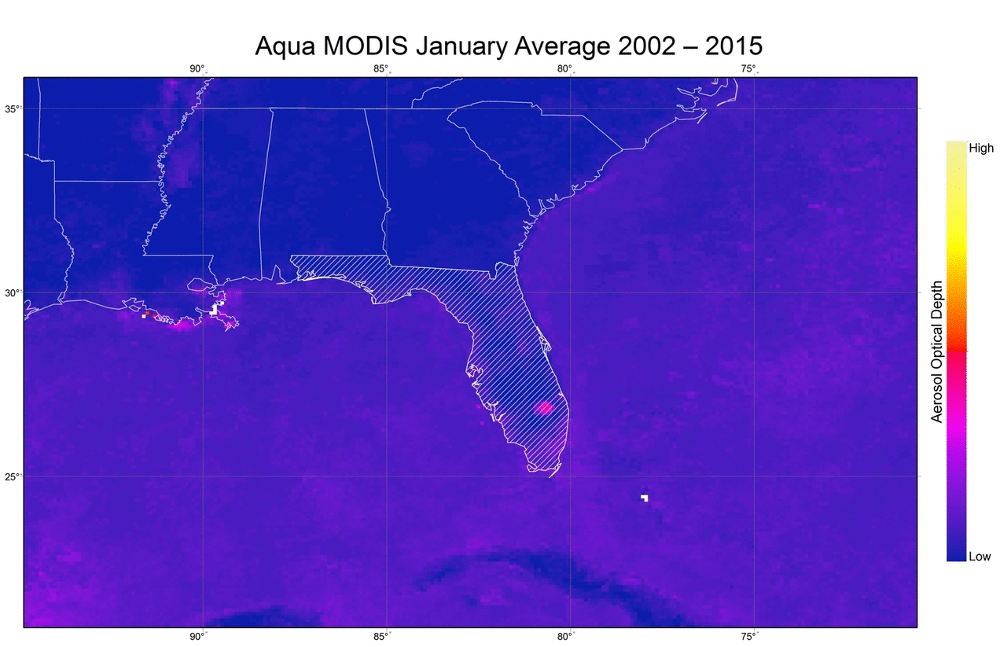 Aqua MODIS January Average 2002 – 2015
90° 85° 80° 75°
35°
30°
25°
90° 85° 80° 75°
High
Aerosol Optical Depth
Low